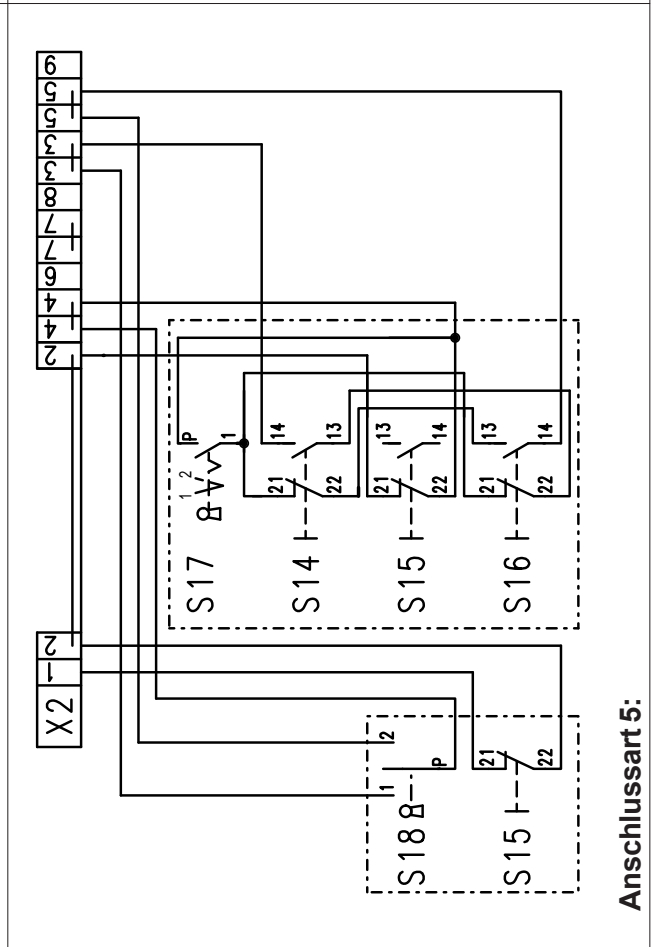 X2 1 2 2 4 4 6 7 7 8 3 3 5 5 9
S18 1 2 P
S15 21 22
S17 1 2 P 1
S14 21 22 14 13
S15 21 22 13 14
S16 21 22 13 14
Anschlussart 5: